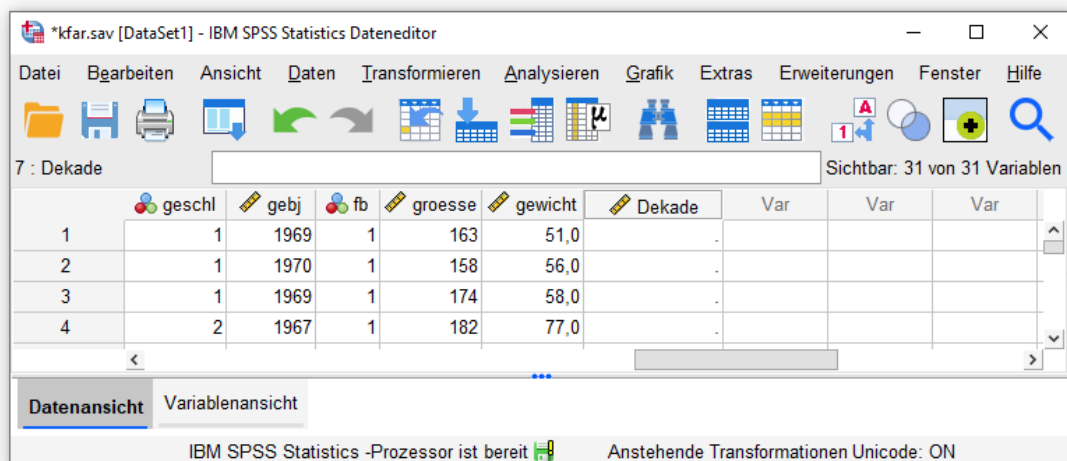 *kfar.sav [DataSet1] - IBM SPSS Statistics Dateneditor
Datei Bearbeiten Ansicht Daten Transformieren Analysieren Grafik Extras Erweiterungen Fenster Hilfe
μ A 1
7 : Dekade Sichtbar: 31 von 31 Variablen
geschl gebj fb groesse gewicht Dekade Var Var Var
1 1 1969 1 163 51,0 .
2 1 1970 1 158 56,0 .
3 1 1969 1 174 58,0 .
4 2 1967 1 182 77,0 .
Datenansicht Variablenansicht
IBM SPSS Statistics -Prozessor ist bereit Anstehende Transformationen Unicode: ON